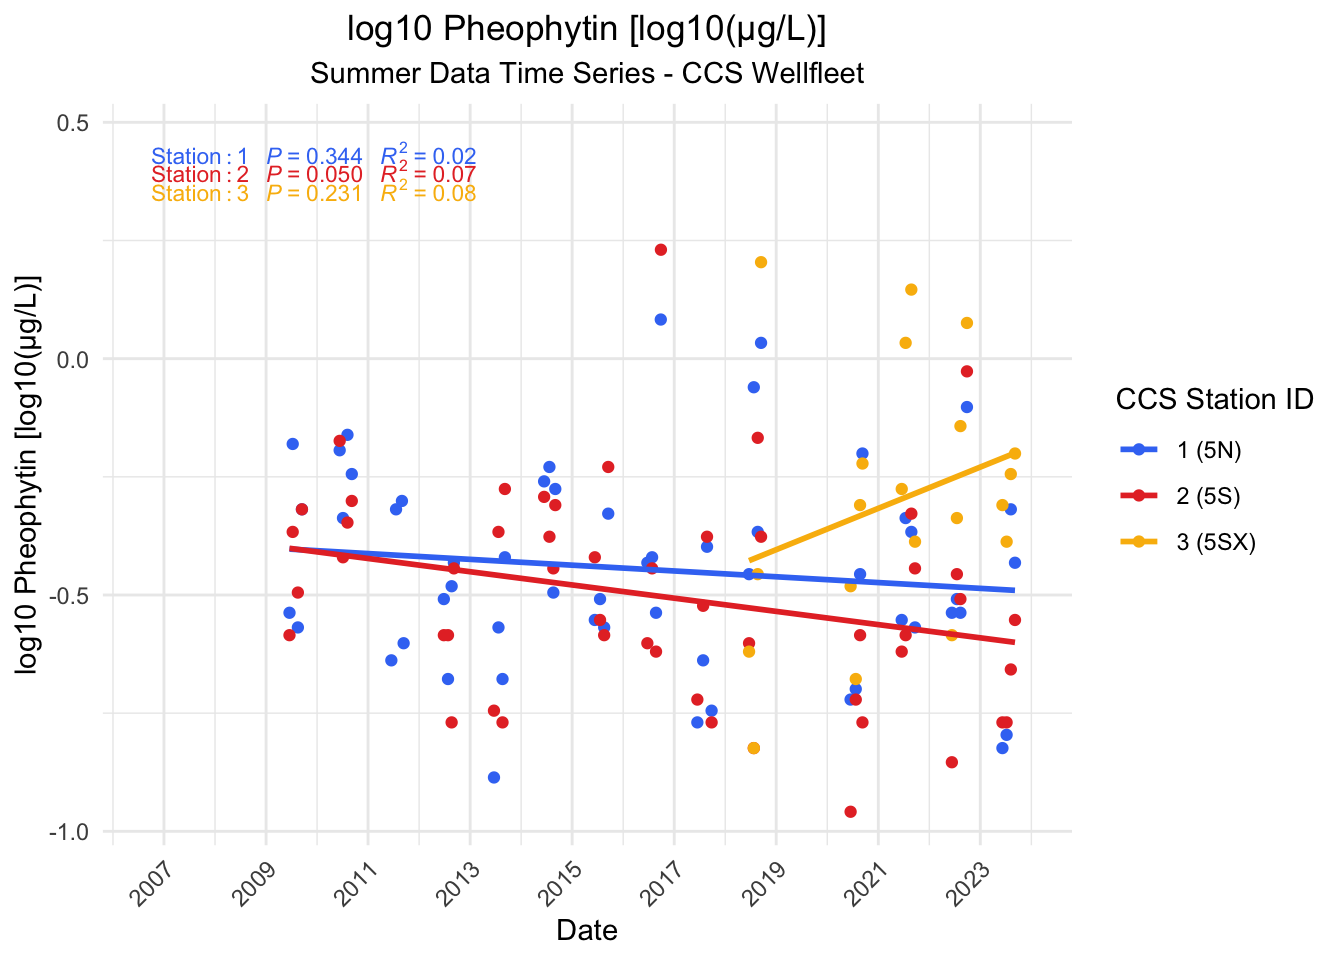 log10 Pheophytin [log10(µg/L)]
Summer Data Time Series - CCS Wellfleet
0.5
0.0
-0.5
-1.0
log10 Pheophytin [log10(µg/L)]
Station : 1 P = 0.344 R² = 0.02
Station : 2 P = 0.050 R² = 0.07
Station : 3 P = 0.231 R² = 0.08
2007 2009 2011 2013 2015 2017 2019 2021 2023
Date
CCS Station ID
1 (5N)
2 (5S)
3 (5SX)